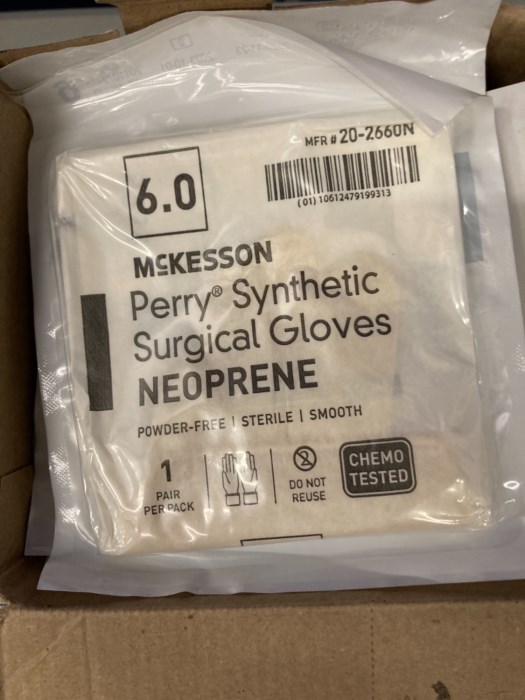 MFR # 20-2660N
6.0
(01) 10612479199313
McKESSON
Perry® Synthetic
Surgical Gloves
NEOPRENE
POWDER-FREE | STERILE | SMOOTH
1
PAIR
PER PACK
2
DO NOT
REUSE
CHEMO
TESTED